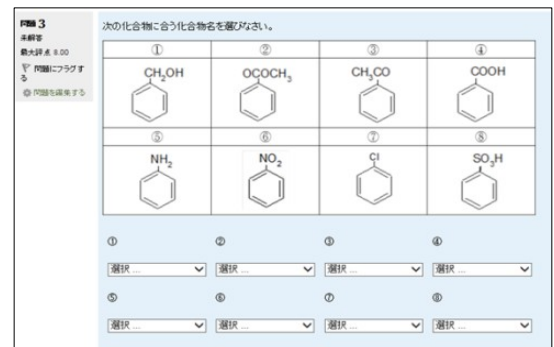 問題 3
未解答
最大評点 8.00
問題にフラグす
る
問題を編集する
次の化合物に合う化合物名を選びなさい。
① ② ③ ④
CH₂OH OCOCH₃ CH₃CO COOH
⑤ ⑥ ⑦ ⑧
NH₂ NO₂ Cl SO₃H
① ② ③ ④
選択 ... 選択 ... 選択 ... 選択 ...
⑤ ⑥ ⑦ ⑧
選択 ... 選択 ... 選択 ... 選択 ...